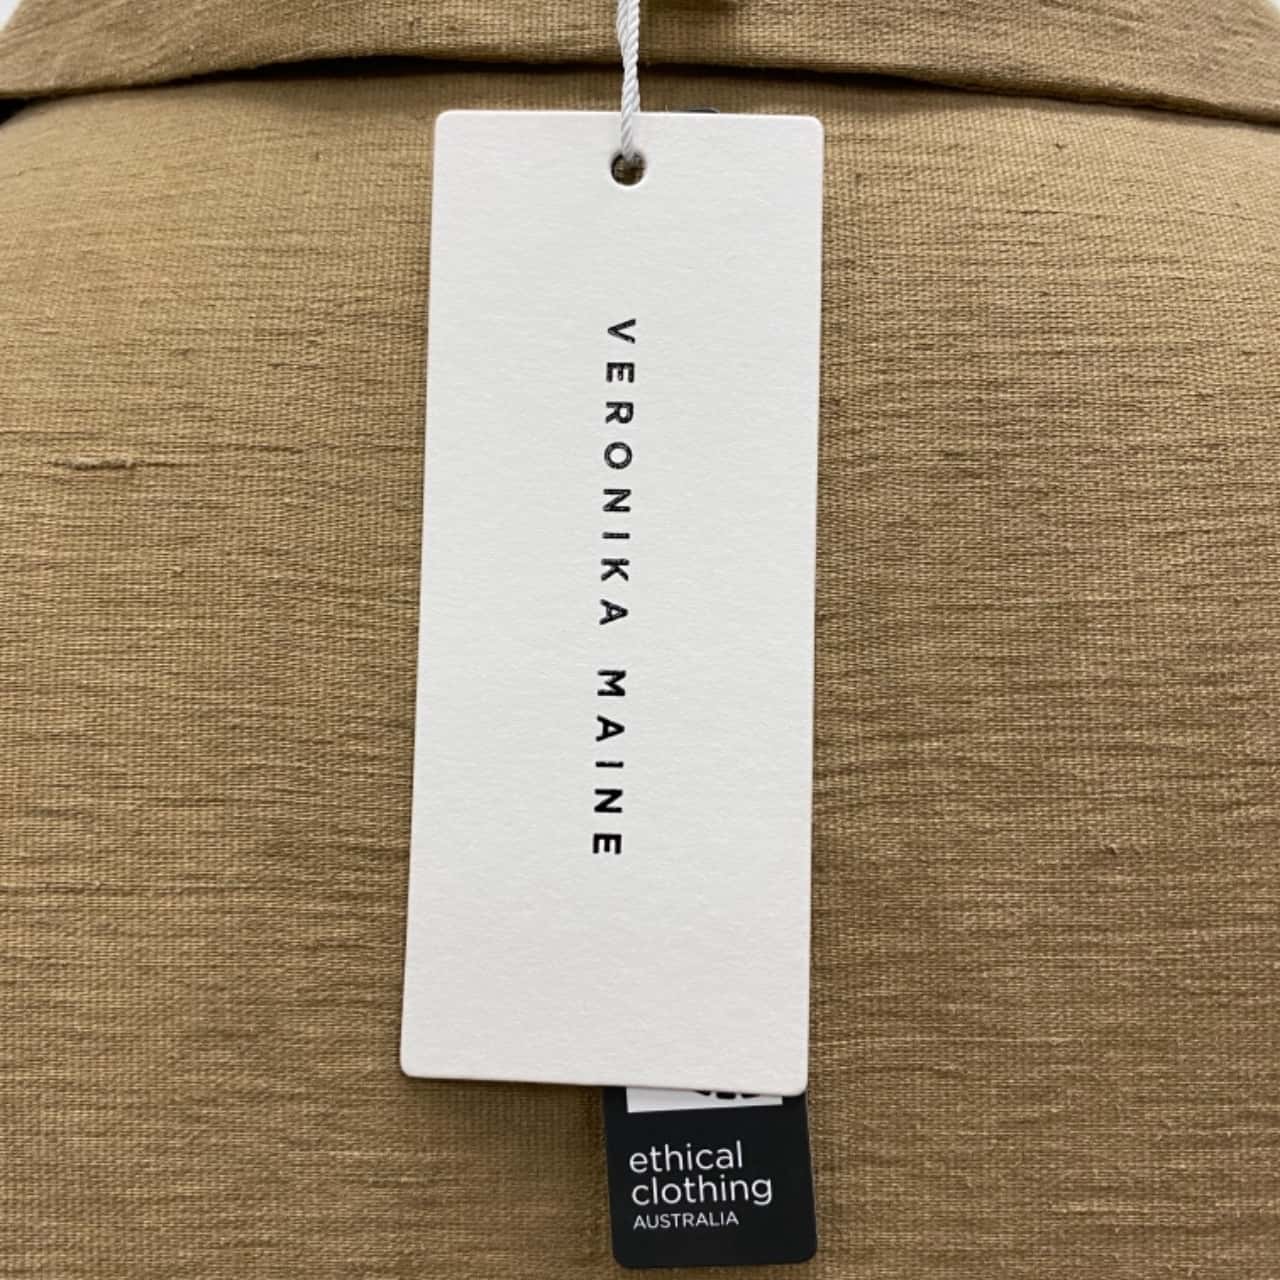 VERONIKA MAINE
ethical
clothing
AUSTRALIA